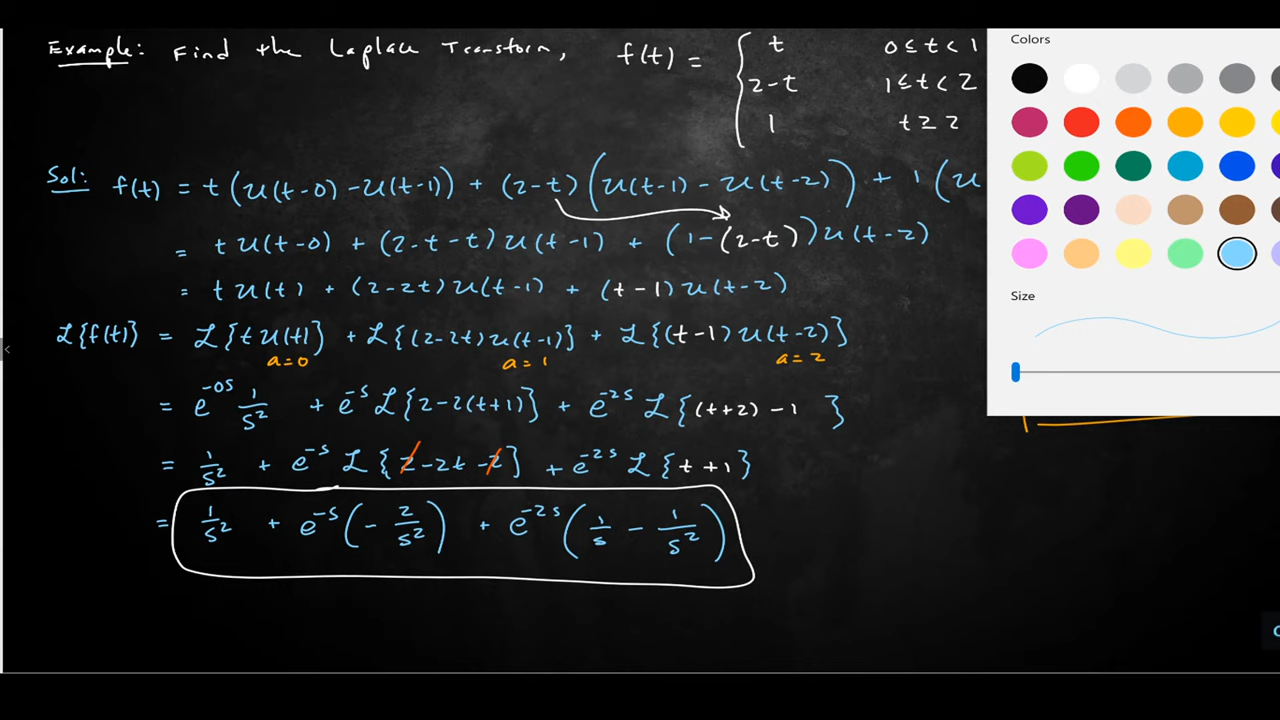 Example: Find the Laplace Transform, f(t) = { t 0 ≤ t < 1
2-t 1 ≤ t < 2
1 t ≥ 2
Sol: f(t) = t(u(t-0) - u(t-1)) + (2-t)(u(t-1) - u(t-2)) + 1(u
= t u(t-0) + (2-t-t) u(t-1) + (1-(2-t)) u(t-2)
= t u(t) + (2-2t) u(t-1) + (t-1) u(t-2)
ℒ{f(t)} = ℒ{t u(t)} + ℒ{(2-2t) u(t-1)} + ℒ{(t-1) u(t-2)}
a=0 a=1 a=2
= e^{-0s} 1/s² + e^{-s} ℒ{2-2(t+1)} + e^{-2s} ℒ{(t+2)-1}
= 1/s² + e^{-s} ℒ{2-2t-2} + e^{-2s} ℒ{t+1}
= 1/s² + e^{-s}(-2/s²) + e^{-2s}(1/s - 1/s²)
Colors
Size